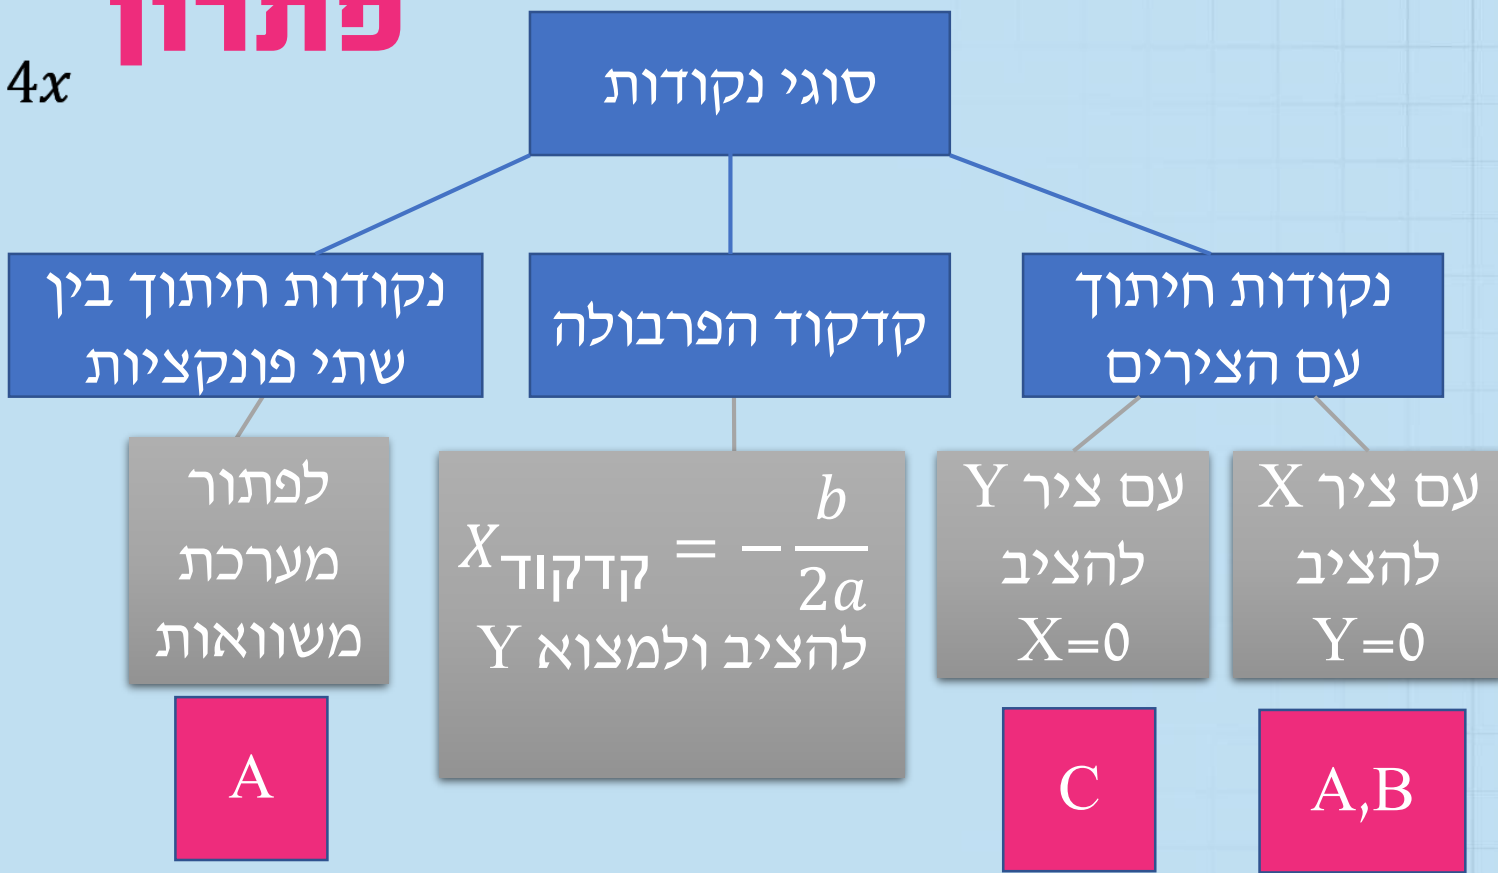 פתרון
4x
סוגי נקודות
נקודות חיתוך
עם הצירים
קדקוד הפרבולה
נקודות חיתוך בין
שתי פונקציות
עם ציר X
להציב
Y=0
עם ציר Y
להציב
X=0
X קדקוד = − b/2a
להציב ולמצוא Y
לפתור
מערכת
משוואות
A,B
C
A